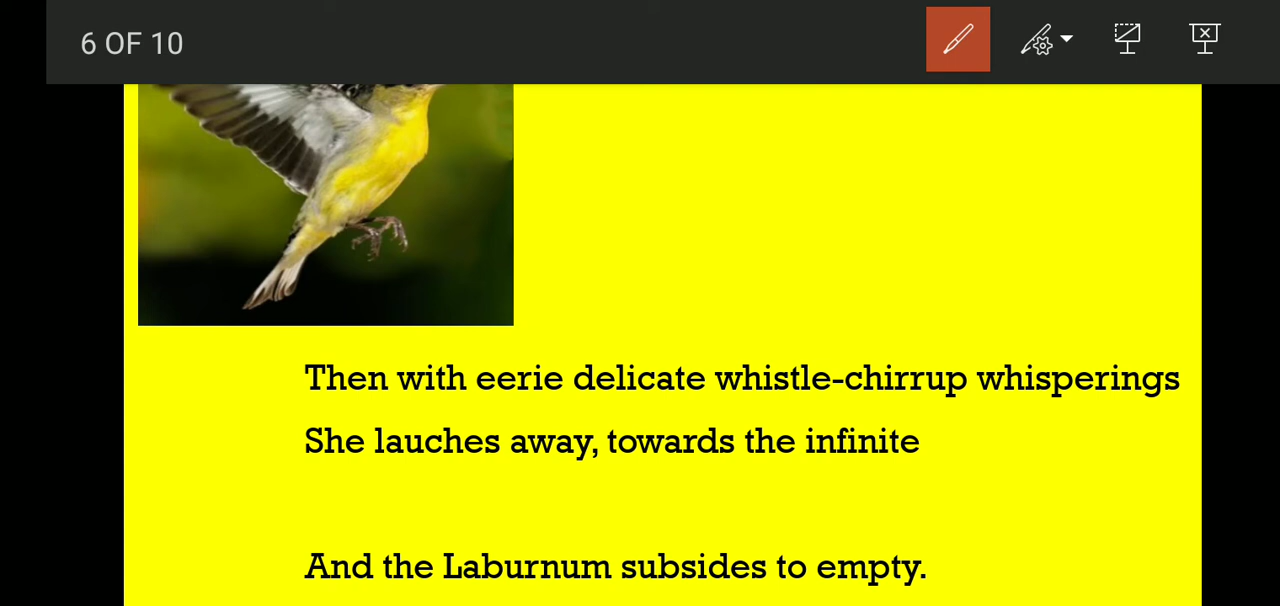 6 OF 10
Then with eerie delicate whistle-chirrup whisperings
She lauches away, towards the infinite
And the Laburnum subsides to empty.